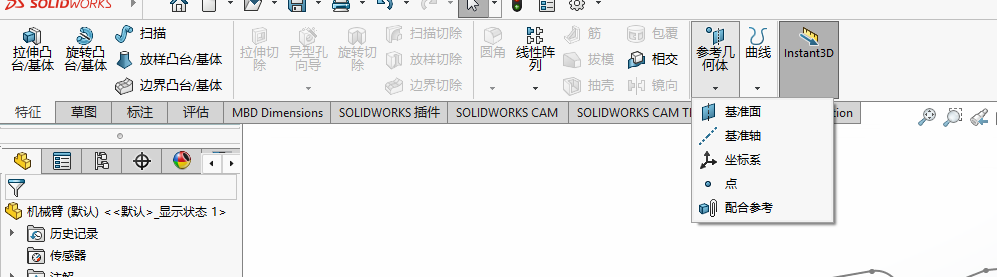 SOLIDWORKS
拉伸凸台/基体
旋转凸台/基体
扫描
放样凸台/基体
边界凸台/基体
拉伸切除
异型孔向导
旋转切除
扫描切除
放样切割
边界切除
圆角
线性阵列
筋
拔模
抽壳
包覆
相交
镜向
参考几何体
曲线
Instant3D
特征
草图
标注
评估
MBD Dimensions
SOLIDWORKS 插件
SOLIDWORKS CAM
SOLIDWORKS CAM
基准面
基准轴
坐标系
点
配合参考
机械臂 (默认) <<默认>_显示状态 1>
历史记录
传感器
注解